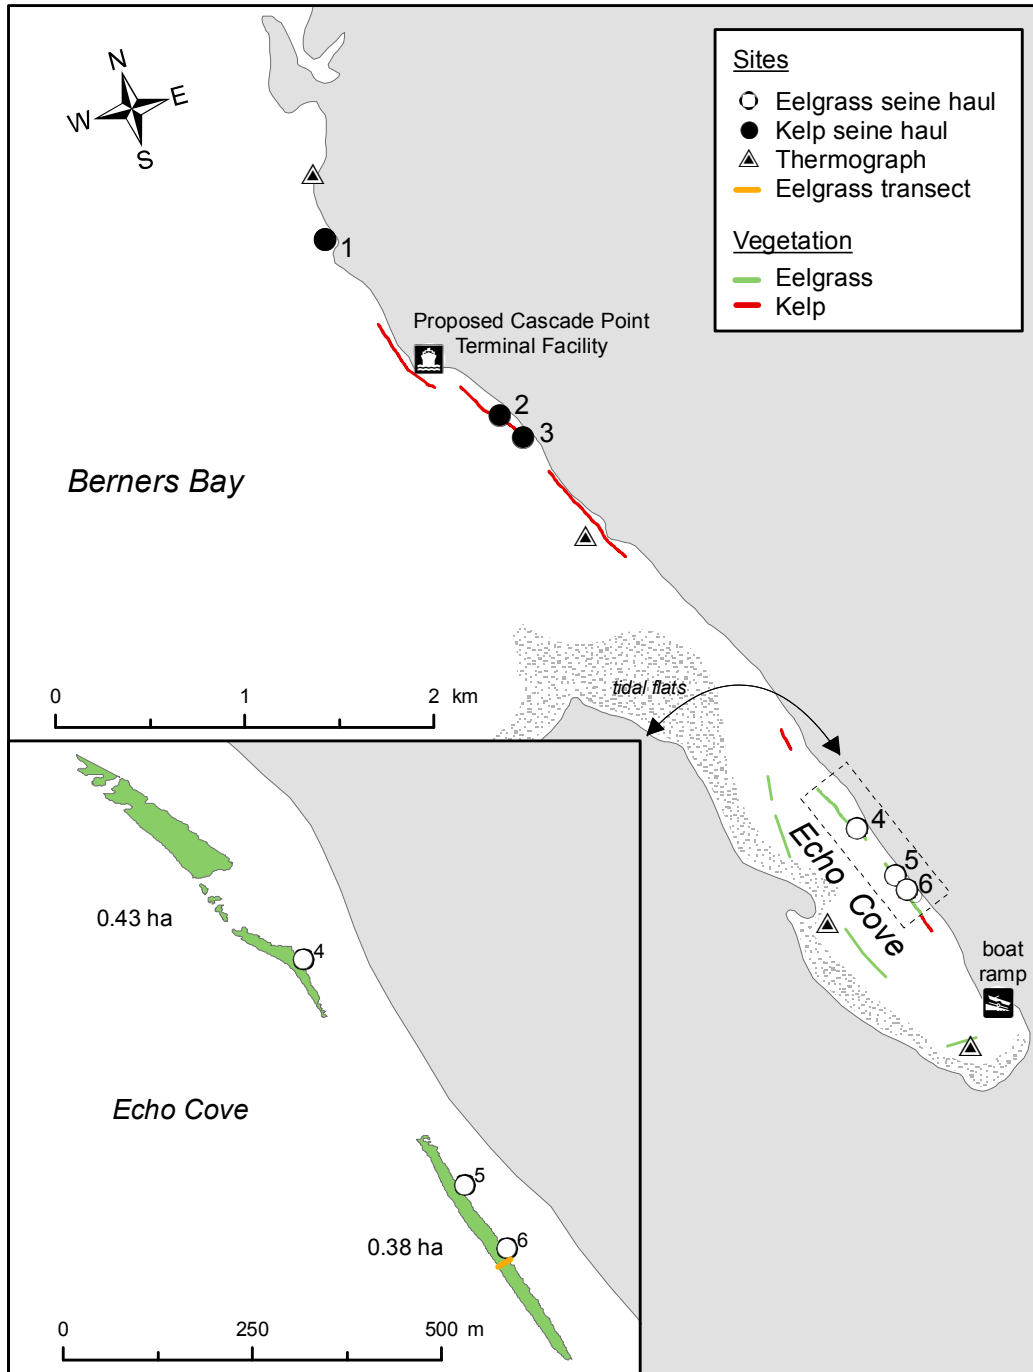 N
W
E
S
Sites
Eelgrass seine haul
Kelp seine haul
Thermograph
Eelgrass transect
Vegetation
Eelgrass
Kelp
1
Proposed Cascade Point
Terminal Facility
2
3
Berners Bay
0 1 2 km
tidal flats
4
5
6
Echo Cove
boat
ramp
0.43 ha
4
Echo Cove
5
6
0.38 ha
0 250 500 m